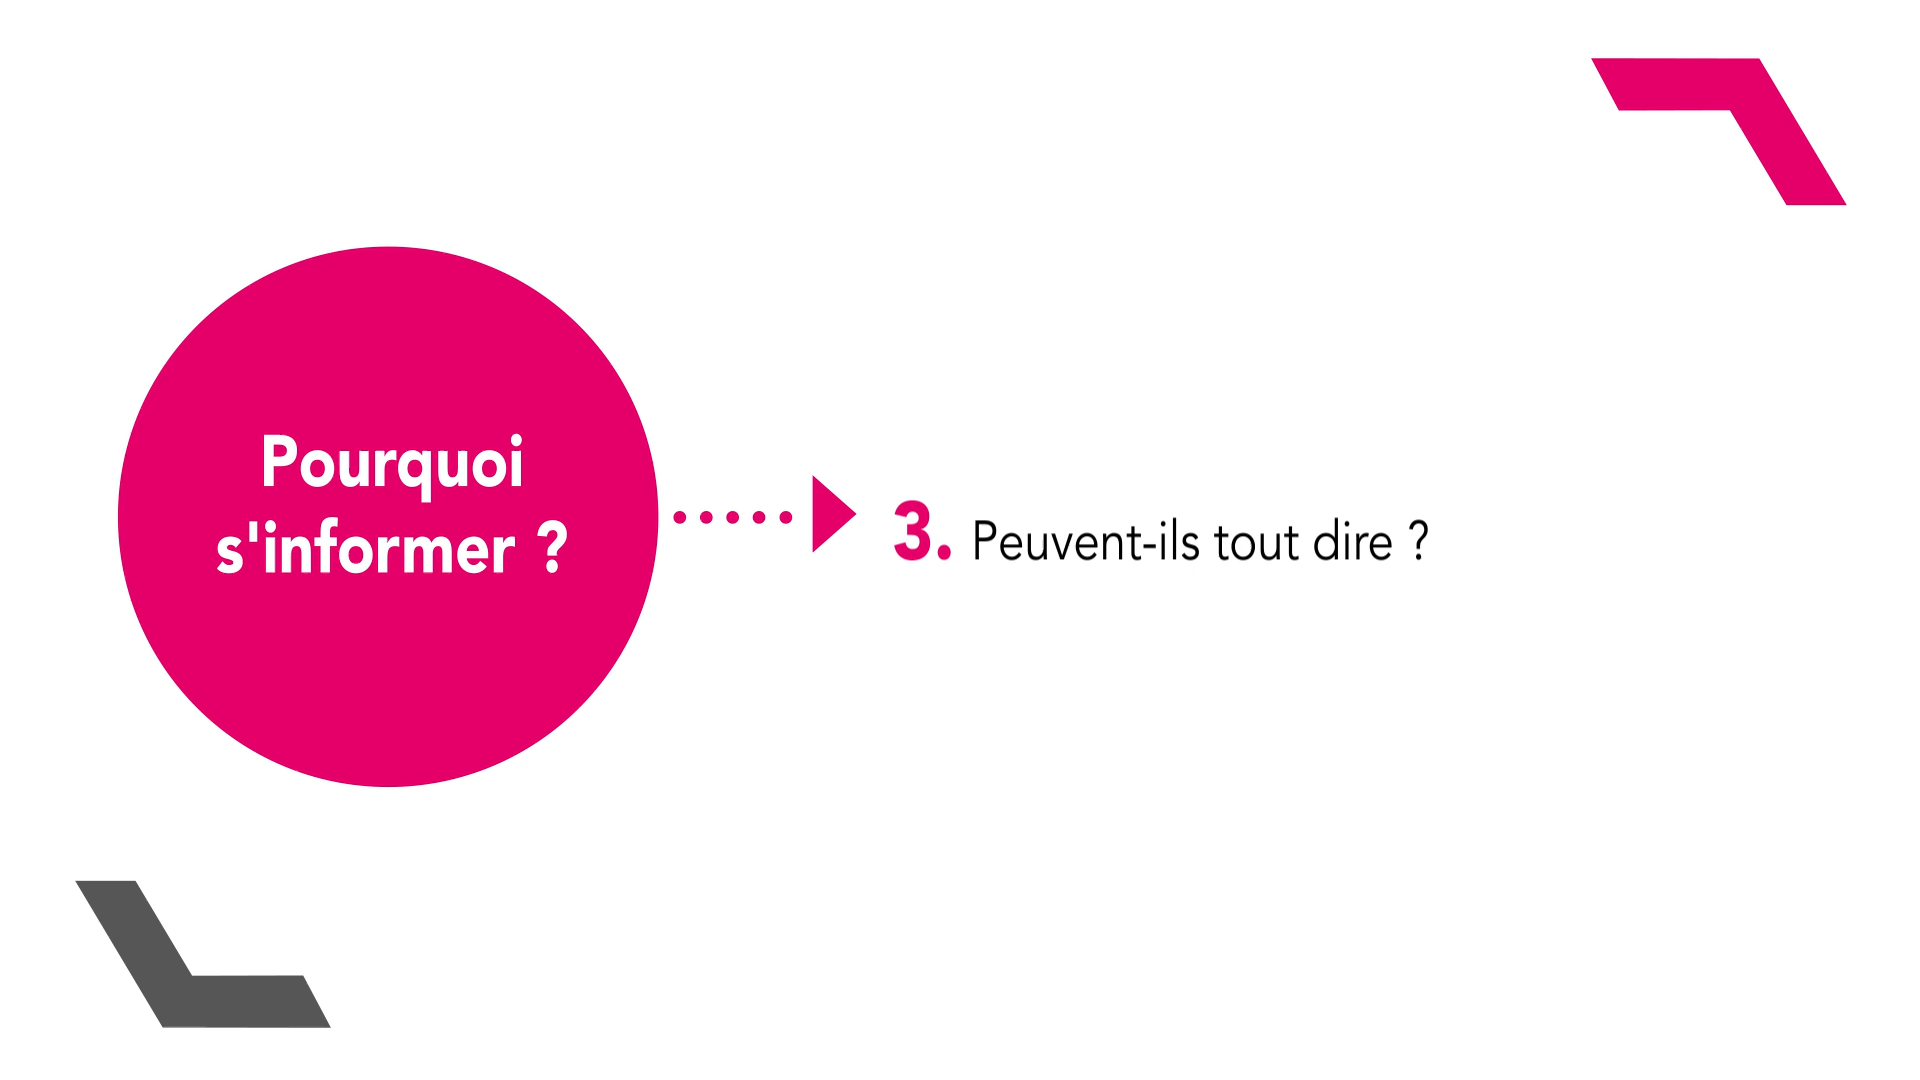 Pourquoi
s'informer ?
3. Peuvent-ils tout dire ?